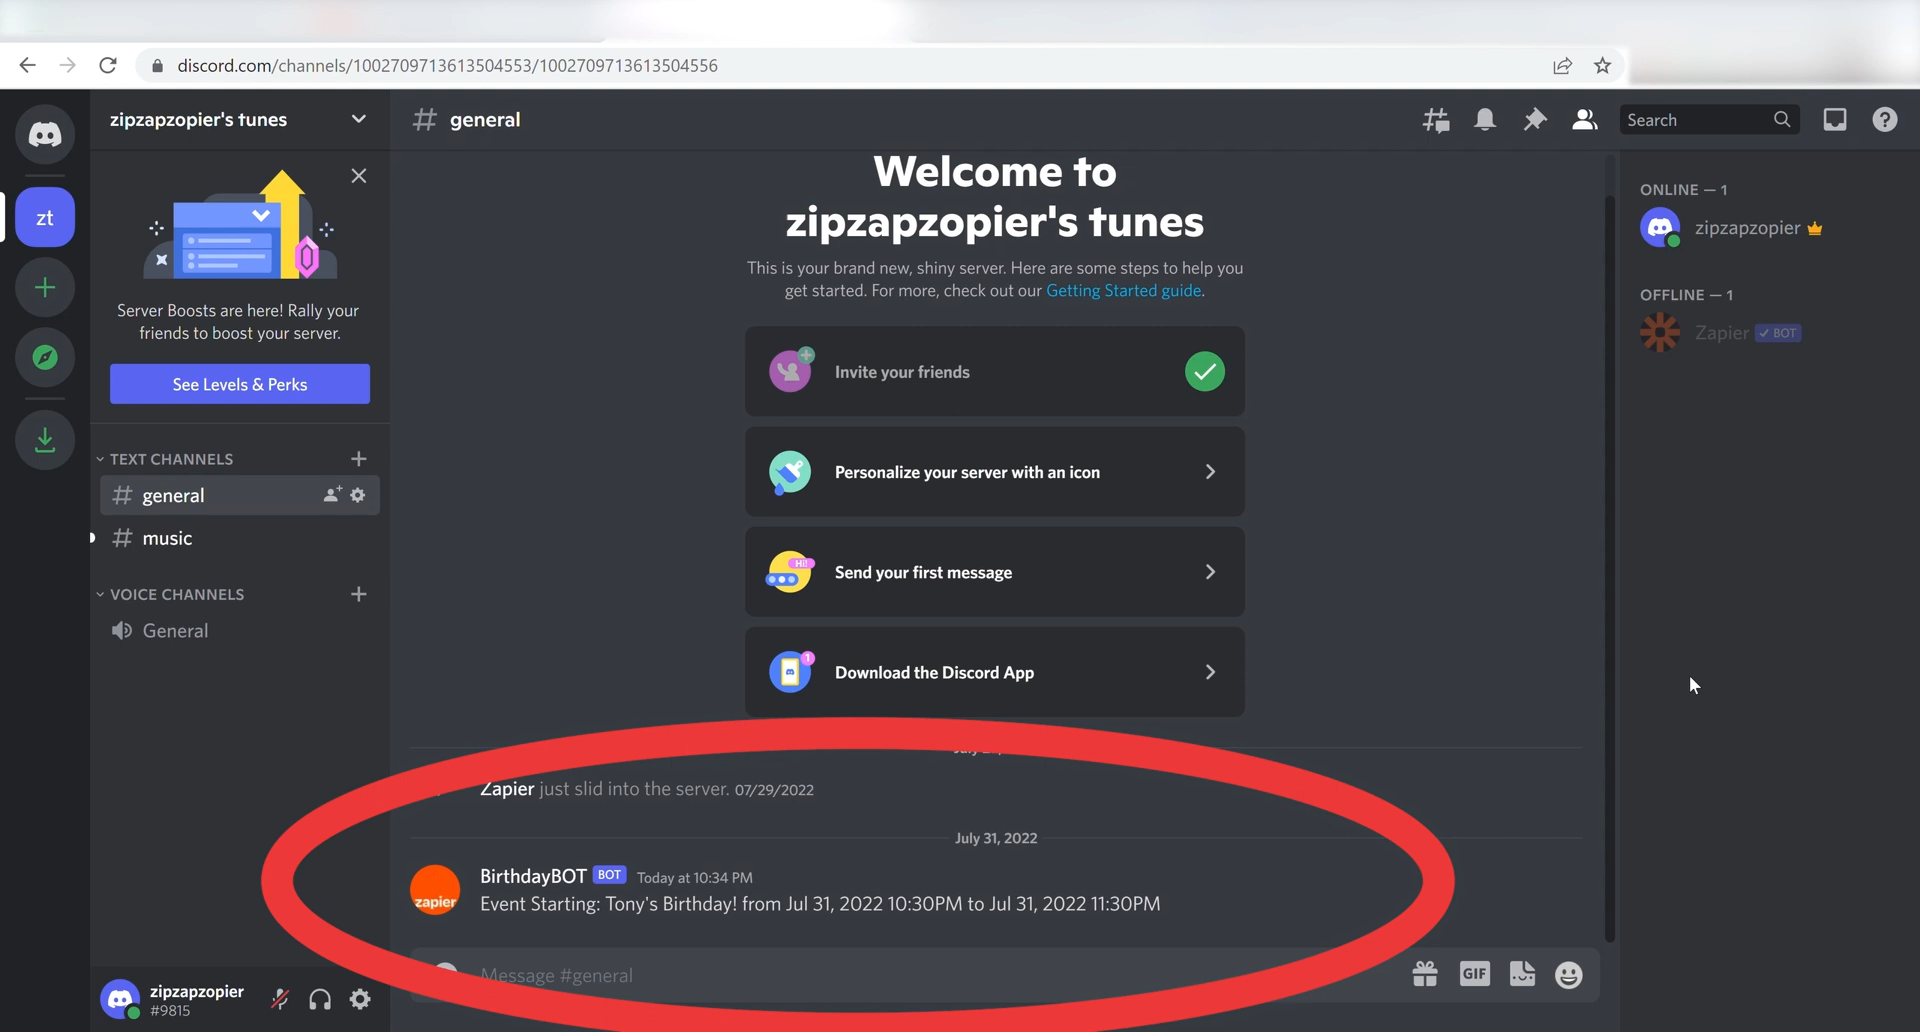 discord.com/channels/1002709713613504553/1002709713613504556
zipzapzopier's tunes
# general
Search
zt
Server Boosts are here! Rally your
friends to boost your server.
See Levels & Perks
TEXT CHANNELS
# general
# music
VOICE CHANNELS
General
zipzapzopier
#9815
Welcome to
zipzapzopier's tunes
This is your brand new, shiny server. Here are some steps to help you
get started. For more, check out our Getting Started guide.
Invite your friends
Personalize your server with an icon
Hi!
Send your first message
1
Download the Discord App
Zapier just slid into the server. 07/29/2022
July 31, 2022
zapier
BirthdayBOT BOT Today at 10:34 PM
Event Starting: Tony's Birthday! from Jul 31, 2022 10:30PM to Jul 31, 2022 11:30PM
Message #general
GIF
ONLINE — 1
zipzapzopier
OFFLINE — 1
Zapier ✓ BOT